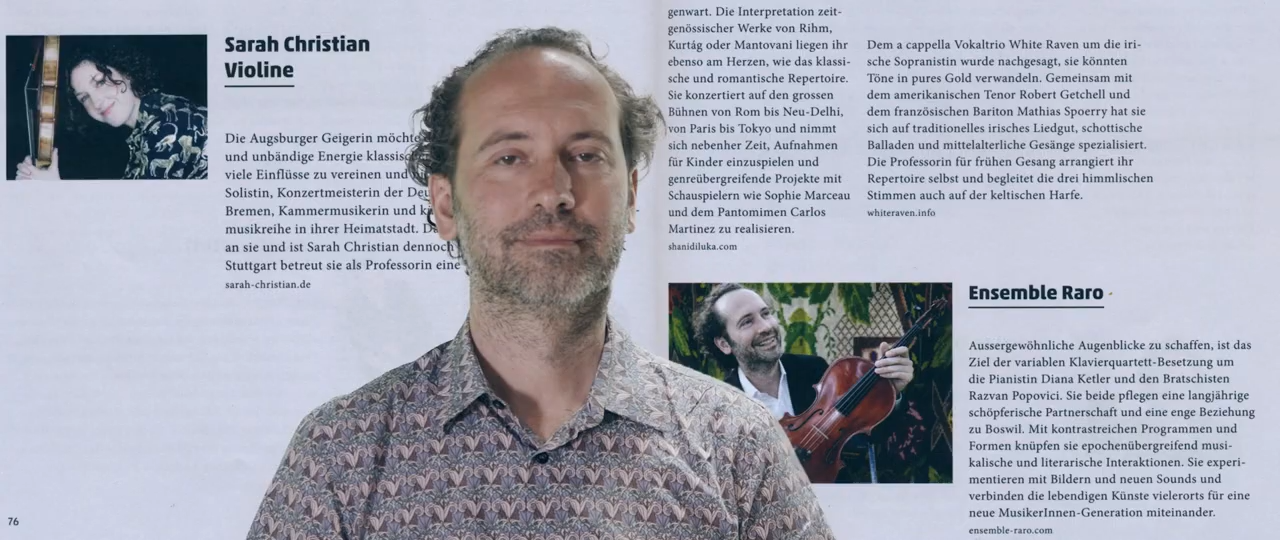 Sarah Christian
Violine
Die Augsburger Geigerin möchte
und unbändige Energie
viele Einflüsse zu vereinen und
Solistin, Konzertmeisterin der
Bremen, Kammermusikerin und
musikreihe in ihrer Heimatstadt.
an sie und ist Sarah Christian dennoch
Stuttgart betreut sie als Professorin eine
sarah-christian.de
76
genwart. Die Interpretation zeit-
genössischer Werke von Rihm,
Kurtág oder Mantovani liegen ihr
ebenso am Herzen, wie das klassi-
sche und romantische Repertoire.
Sie konzertiert auf den grossen
Bühnen von Rom bis Neu-Delhi,
von Paris bis Tokyo und nimmt
sich nebenher Zeit, Aufnahmen
für Kinder einzuspielen und
genreübergreifende Projekte mit
Schauspielern wie Sophie Marceau
und dem Pantomimen Carlos
Martinez zu realisieren.
shanidiluka.com
Dem a cappella Vokaltrio White Raven um die iri-
sche Sopranistin wurde nachgesagt, sie könnten
Töne in pures Gold verwandeln. Gemeinsam mit
dem amerikanischen Tenor Robert Getchell und
dem französischen Bariton Mathias Spoerry hat sie
sich auf traditionelles irisches Liedgut, schottische
Balladen und mittelalterliche Gesänge spezialisiert.
Die Professorin für frühen Gesang arrangiert ihr
Repertoire selbst und begleitet die drei himmlischen
Stimmen auch auf der keltischen Harfe.
whiteraven.info
Ensemble Raro
Aussergewöhnliche Augenblicke zu schaffen, ist das
Ziel der variablen Klavierquartett-Besetzung um
die Pianistin Diana Ketler und den Bratschisten
Razvan Popovici. Sie beide pflegen eine langjährige
schöpferische Partnerschaft und eine enge Beziehung
zu Boswil. Mit kontrastreichen Programmen und
Formen knüpfen sie epochenübergreifend musi-
kalische und literarische Interaktionen. Sie experi-
mentieren mit Bildern und neuen Sounds und
verbinden die lebendigen Künste vielerorts für eine
neue MusikerInnen-Generation miteinander.
ensemble-raro.com